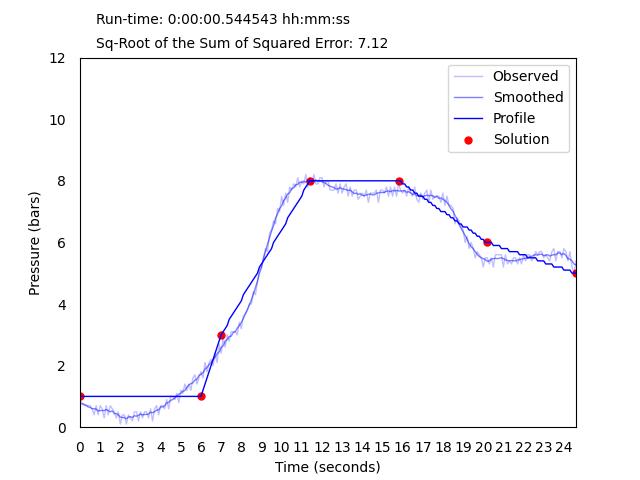 Run-time: 0:00:00.544543 hh:mm:ss
Sq-Root of the Sum of Squared Error: 7.12
12
10
8
6
4
2
0
Pressure (bars)
Observed
Smoothed
Profile
Solution
0 1 2 3 4 5 6 7 8 9 10 11 12 13 14 15 16 17 18 19 20 21 22 23 24
Time (seconds)